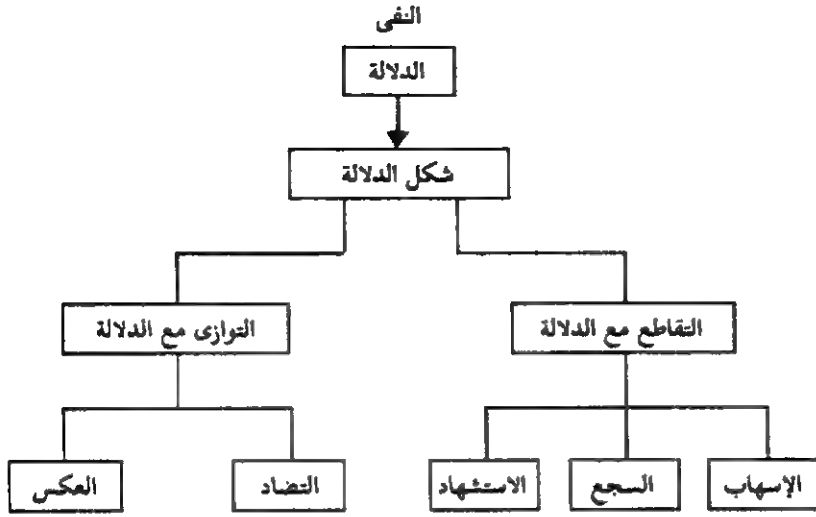 النفى
الدلالة
شكل الدلالة
التقاطع مع الدلالة
التوازى مع الدلالة
الإسهاب
السجع
الاستشهاد
التضاد
العكس